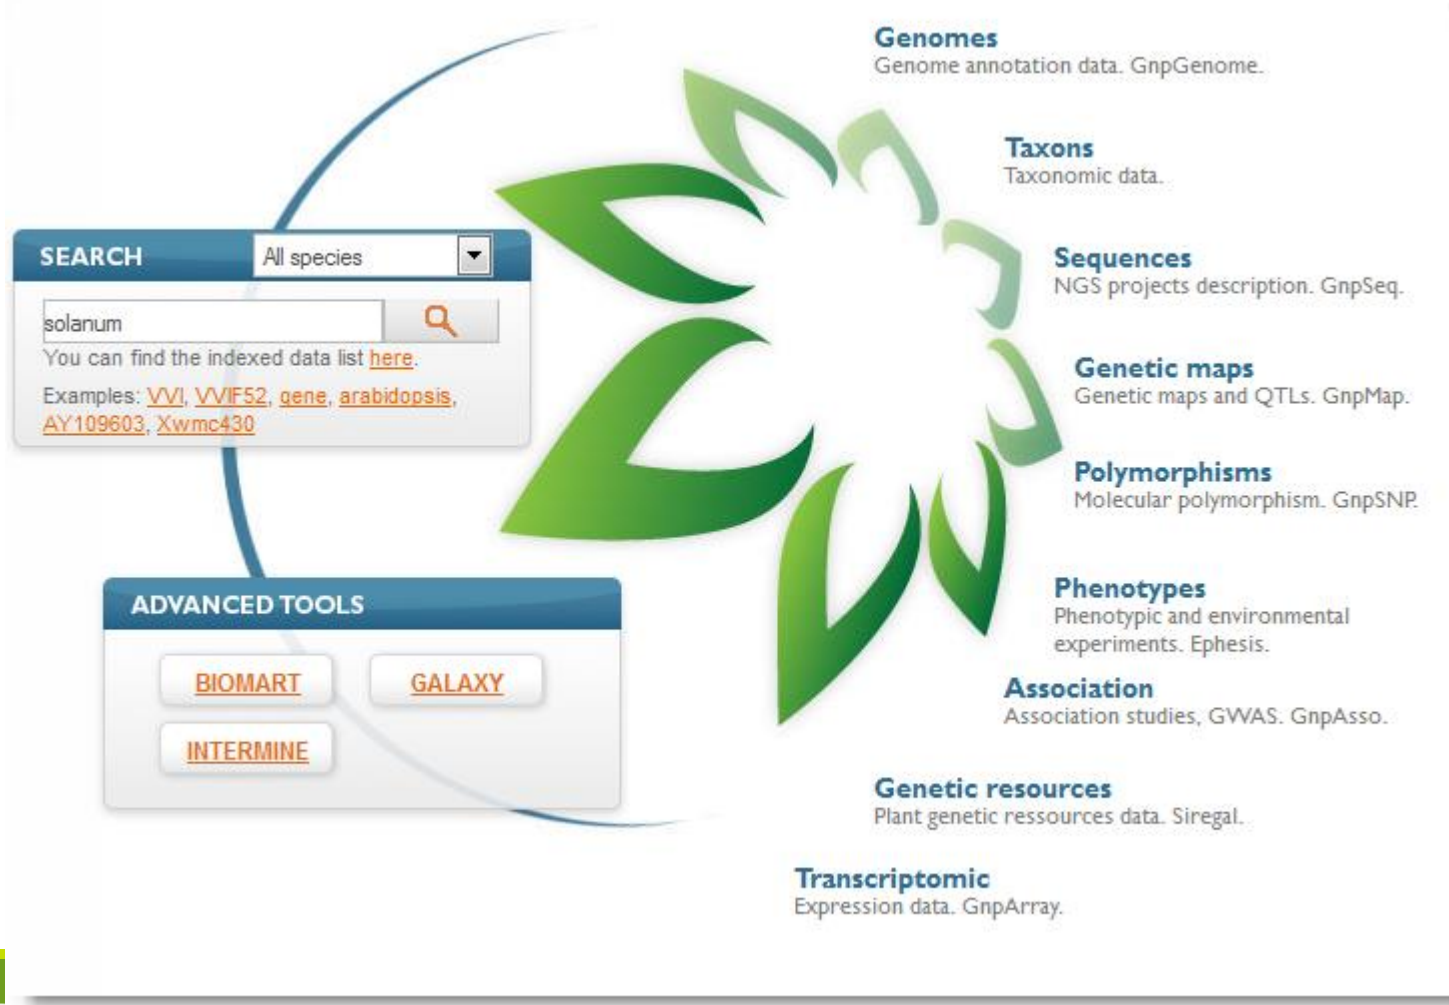 Genomes
Genome annotation data. GnpGenome.
Taxons
Taxonomic data.
SEARCH
All species
solanum
You can find the indexed data list here.
Examples: VVI, VVIF52, gene, arabidopsis,
AY109603, Xwmc430
Sequences
NGS projects description. GnpSeq.
Genetic maps
Genetic maps and QTLs. GnpMap.
Polymorphisms
Molecular polymorphism. GnpSNP.
ADVANCED TOOLS
BIOMART
GALAXY
INTERMINE
Phenotypes
Phenotypic and environmental
experiments. Ephesis.
Association
Association studies, GWAS. GnpAsso.
Genetic resources
Plant genetic ressources data. Siregal.
Transcriptomic
Expression data. GnpArray.